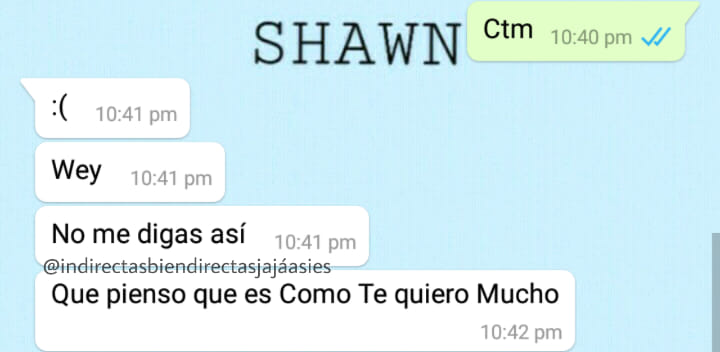 SHAWN
Ctm 10:40 pm
:( 10:41 pm
Wey 10:41 pm
No me digas así 10:41 pm
@indirectasbiendirectasjajáasies
Que pienso que es Como Te quiero Mucho
10:42 pm